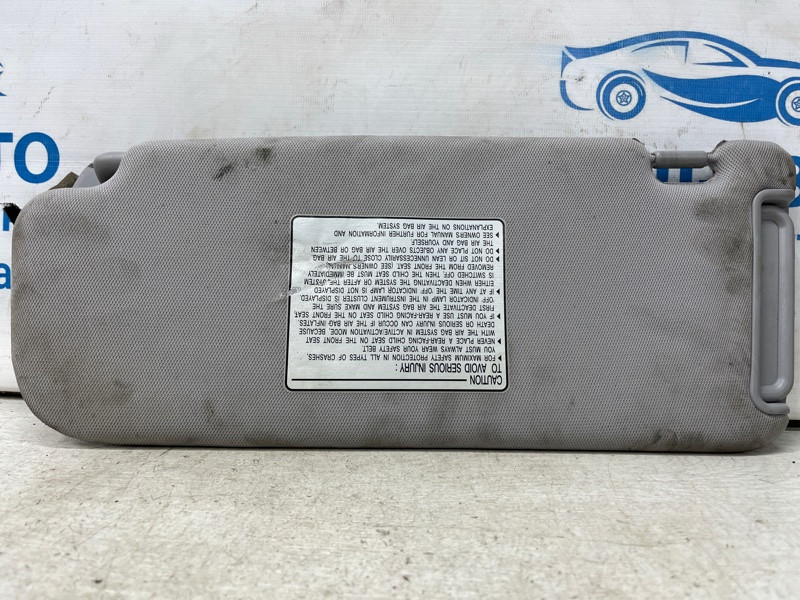 CAUTION
TO AVOID SERIOUS INJURY :
FOR MAXIMUM SAFETY PROTECTION IN ALL TYPES OF CRASHES.
YOU MUST ALWAYS WEAR YOUR SAFETY BELT.
NEVER PLACE A REAR-FACING CHILD SEAT ON THE FRONT SEAT
WITH AIR BAG SYSTEM IN ACTIVE/ACTIVATION MODE, BECAUSE
DEATH OR SERIOUS INJURY CAN OCCUR IF THE AIR BAG INFLATES
IF YOU MUST USE A REAR-FACING CHILD SEAT ON THE FRONT SEAT,
FIRST DEACTIVATE THE AIR BAG SYSTEM AND MAKE SURE THE
'OFF' INDICATOR LAMP IN THE INSTRUMENT CLUSTER DISPLAYED
IF AT ANY TIME THE 'OFF' INDICATOR LAMP IS NOT DISPLAYED
EITHER WHEN DEACTIVATING THE SYSTEM OR AFTER THE SYSTEM
IS SWITCHED OFF, THEN THE CHILD SEAT MUST BE IMMEDIATELY
REMOVED FROM THE FRONT SEAT (SEE OWNER'S MANUAL)
DO NOT SIT OR LEAN UNNECESSARILY CLOSE TO THE AIR BAG
DO NOT PLACE ANY OBJECTS OVER THE AIR BAG OR BETWEEN
THE AIR BAG AND YOURSELF.
SEE OWNER'S MANUAL FOR FURTHER INFORMATION AND
EXPLANATIONS ON THE AIR BAG SYSTEM